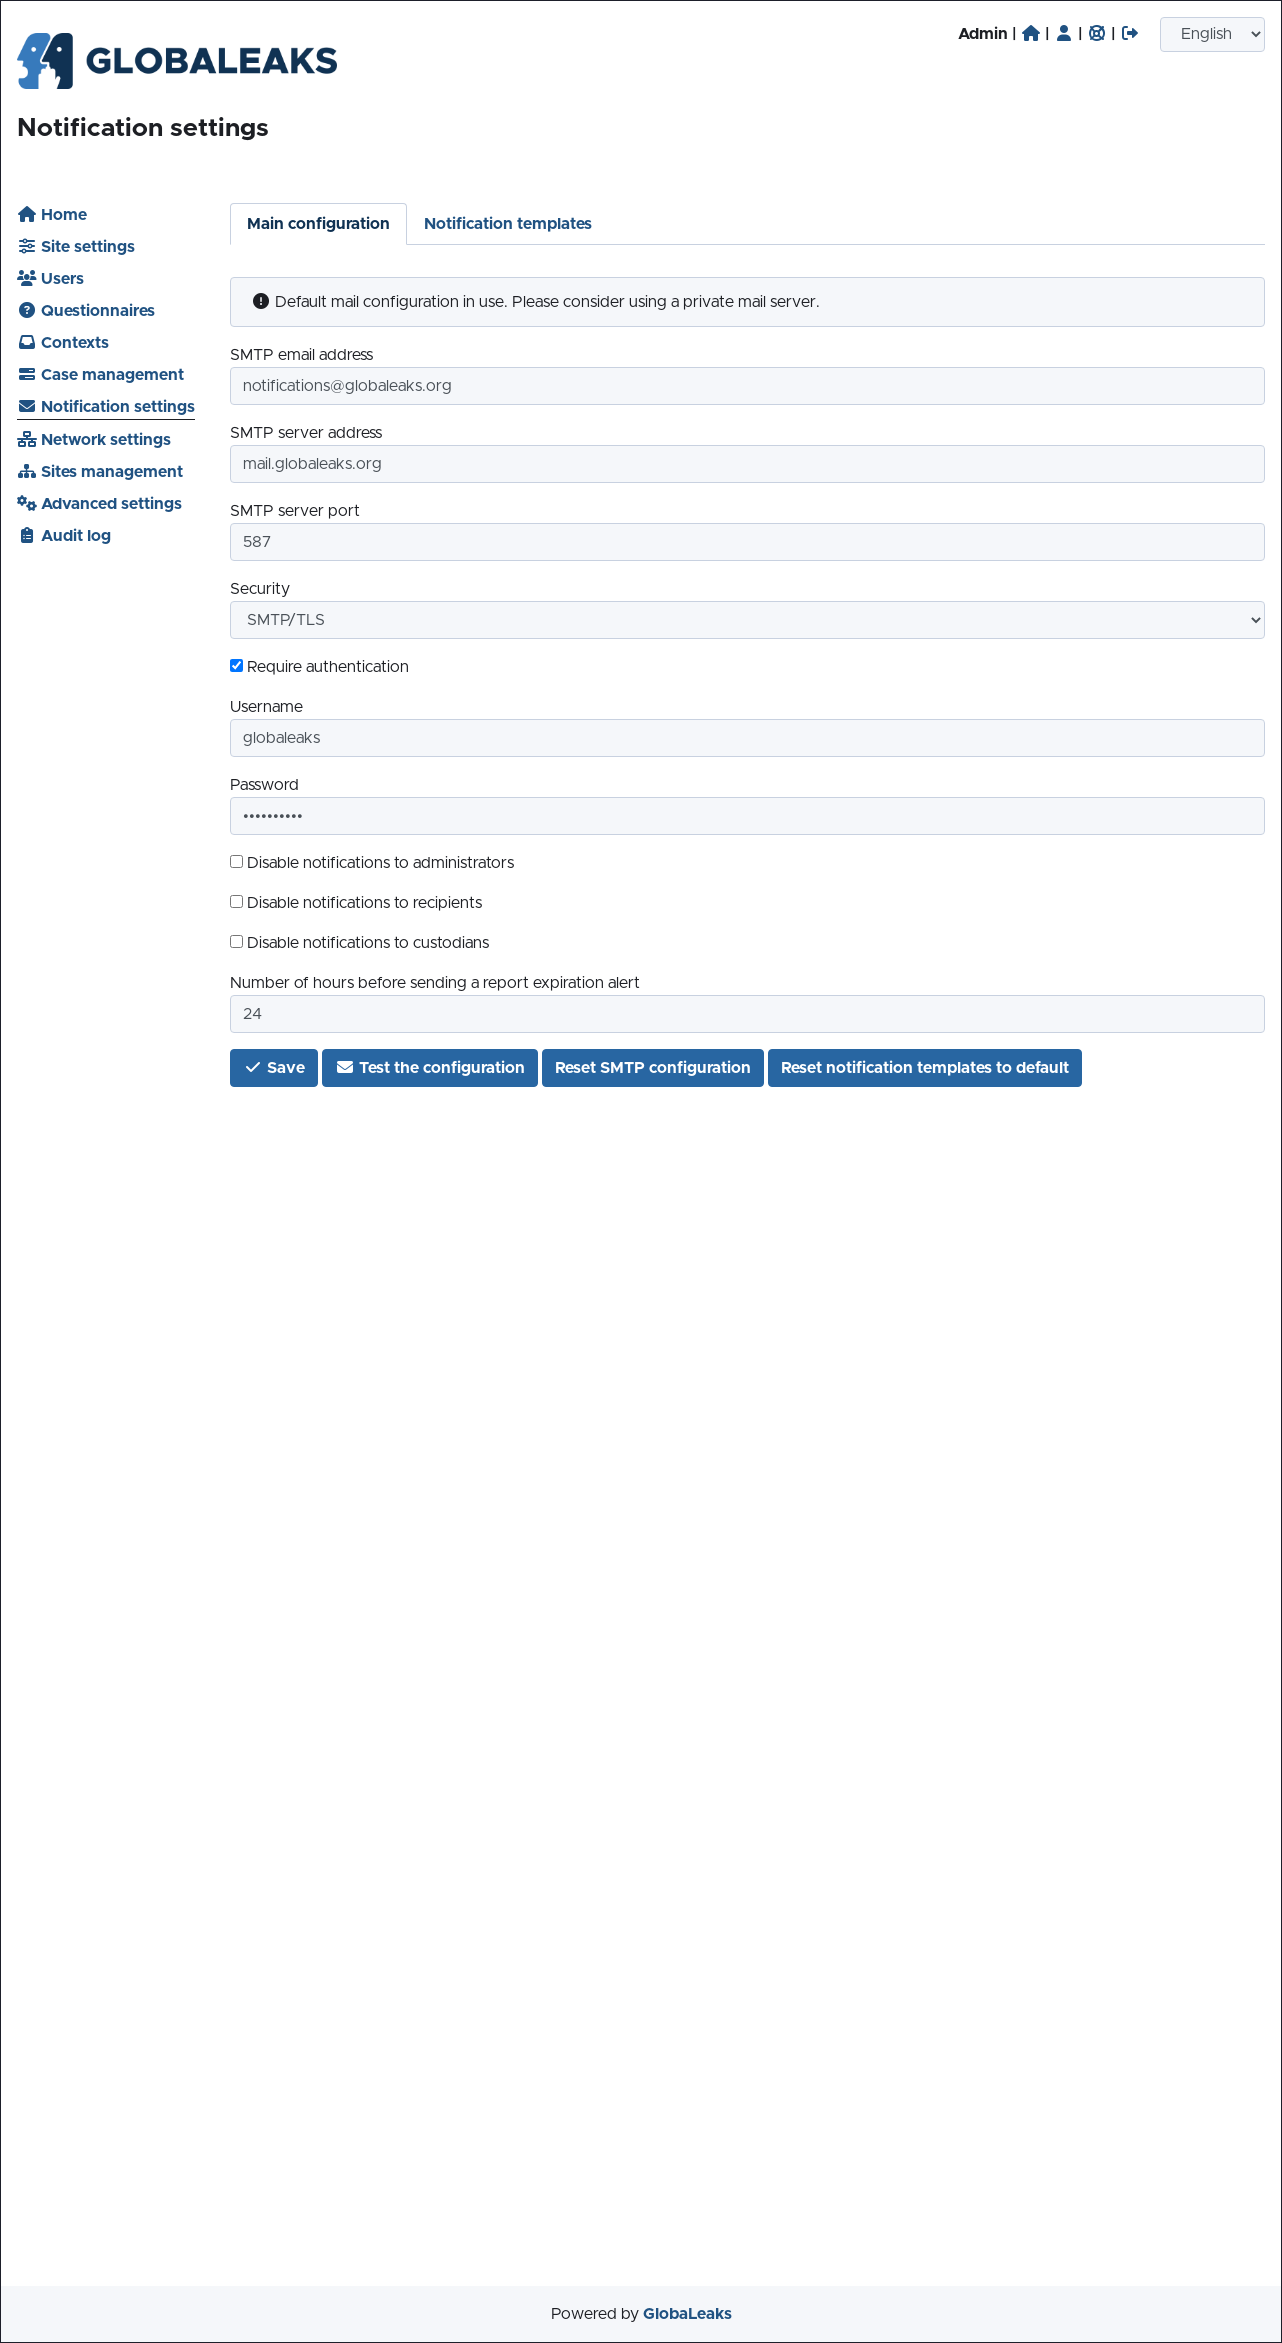 Admin | | | |
English
GLOBALEAKS
Notification settings
Home
Site settings
Users
Questionnaires
Contexts
Case management
Notification settings
Network settings
Sites management
Advanced settings
Audit log
Main configuration
Notification templates
Default mail configuration in use. Please consider using a private mail server.
SMTP email address
notifications@globaleaks.org
SMTP server address
mail.globaleaks.org
SMTP server port
587
Security
SMTP/TLS
Require authentication
Username
globaleaks
Password
••••••••••
Disable notifications to administrators
Disable notifications to recipients
Disable notifications to custodians
Number of hours before sending a report expiration alert
24
Save
Test the configuration
Reset SMTP configuration
Reset notification templates to default
Powered by GlobaLeaks